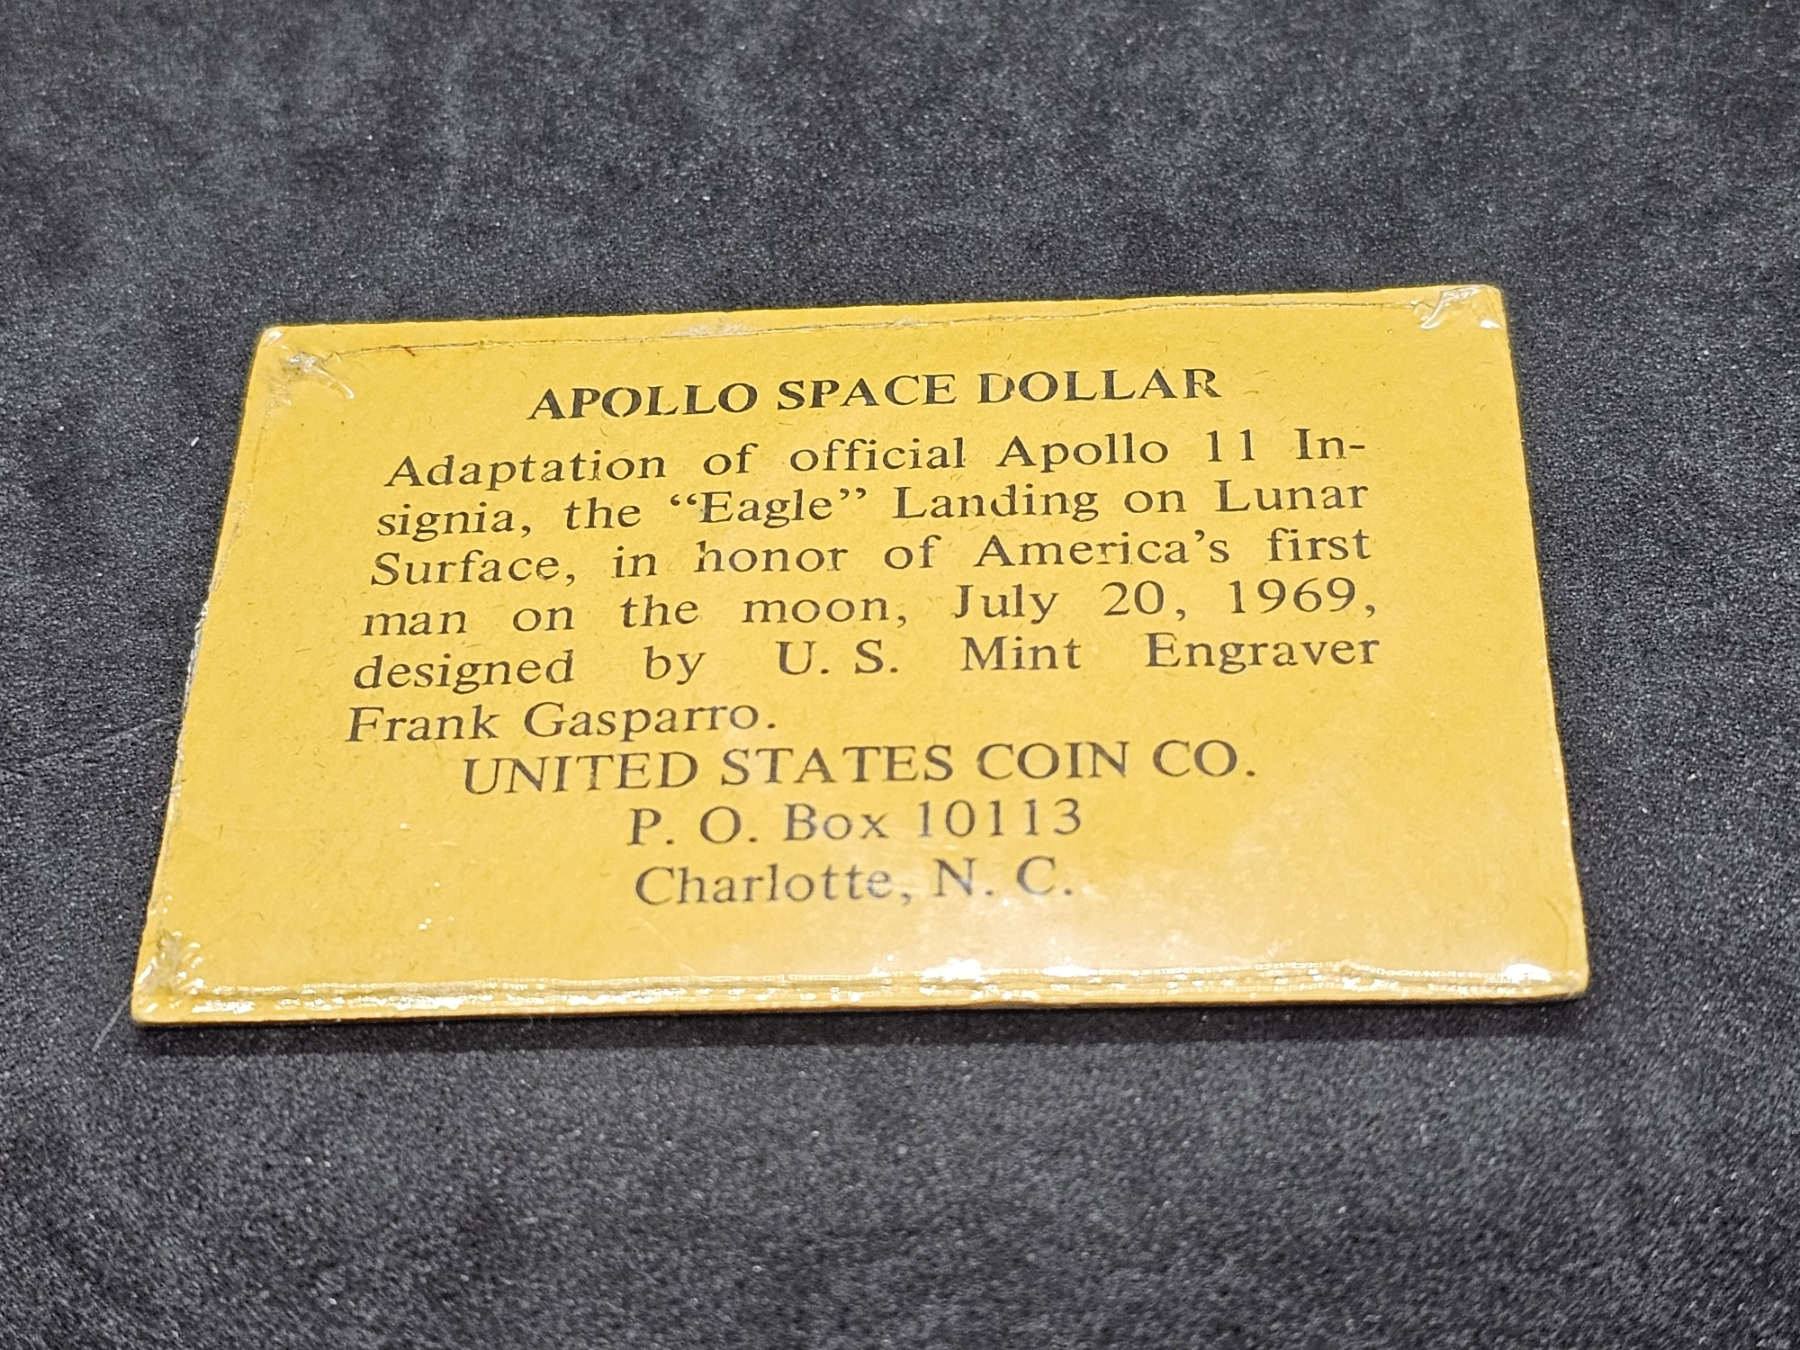 APOLLO SPACE DOLLAR
Adaptation of official Apollo 11 In-
signia, the “Eagle” Landing on Lunar
Surface, in honor of America’s first
man on the moon, July 20, 1969,
designed by U. S. Mint Engraver
Frank Gasparro.
UNITED STATES COIN CO.
P. O. Box 10113
Charlotte, N. C.